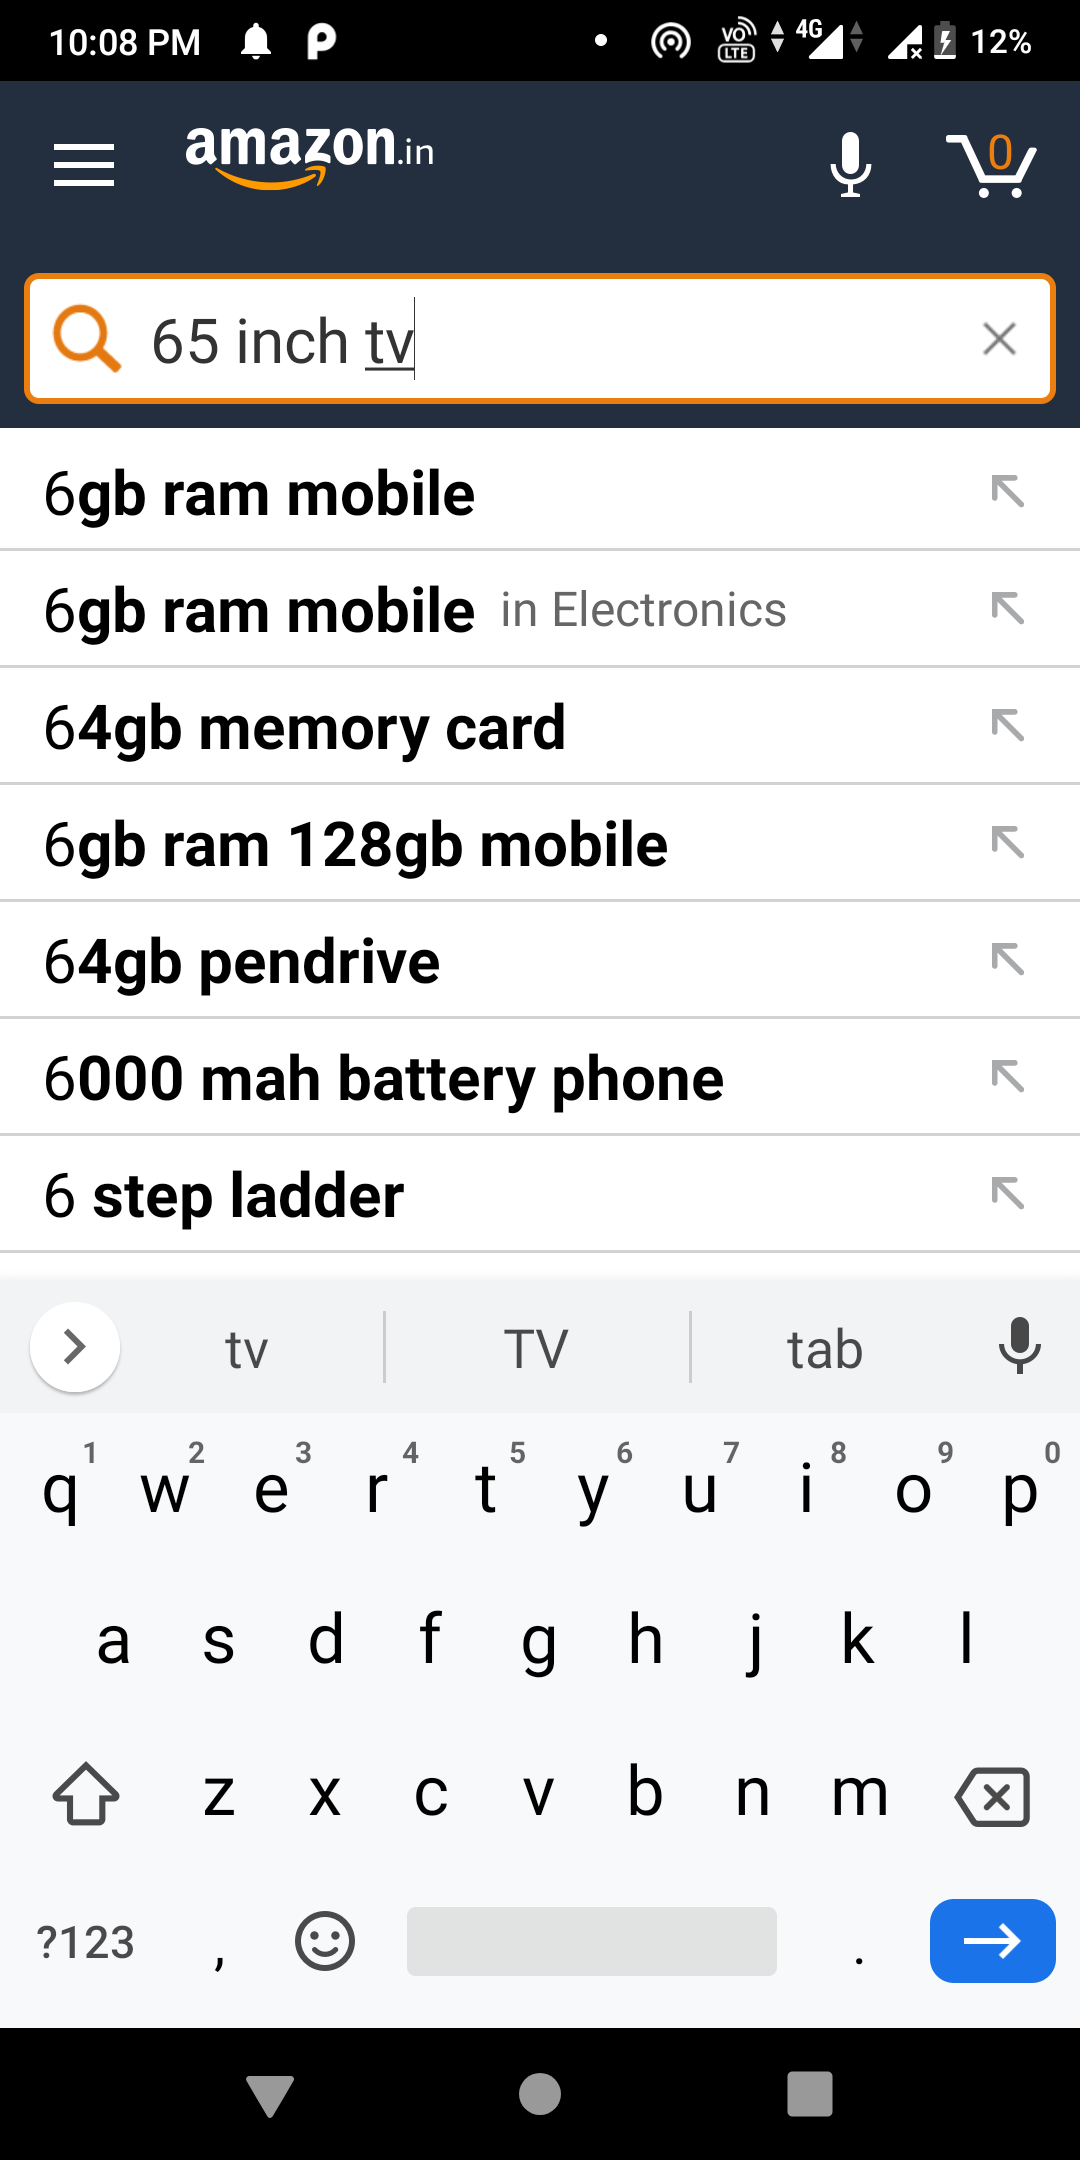 10:08 PM VO LTE 4G 12%
amazon.in 0
65 inch tv
6gb ram mobile
6gb ram mobile in Electronics
64gb memory card
6gb ram 128gb mobile
64gb pendrive
6000 mah battery phone
6 step ladder
tv TV tab
1 2 3 4 5 6 7 8 9 0
q w e r t y u i o p
a s d f g h j k l
z x c v b n m
?123 , .